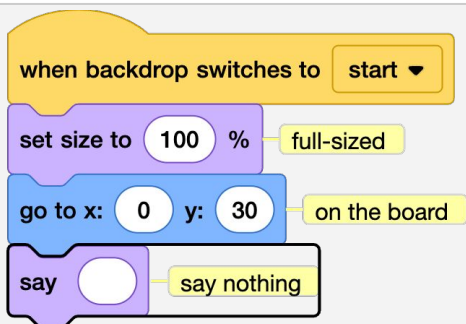 when backdrop switches to start
set size to 100 % full-sized
go to x: 0 y: 30 on the board
say say nothing